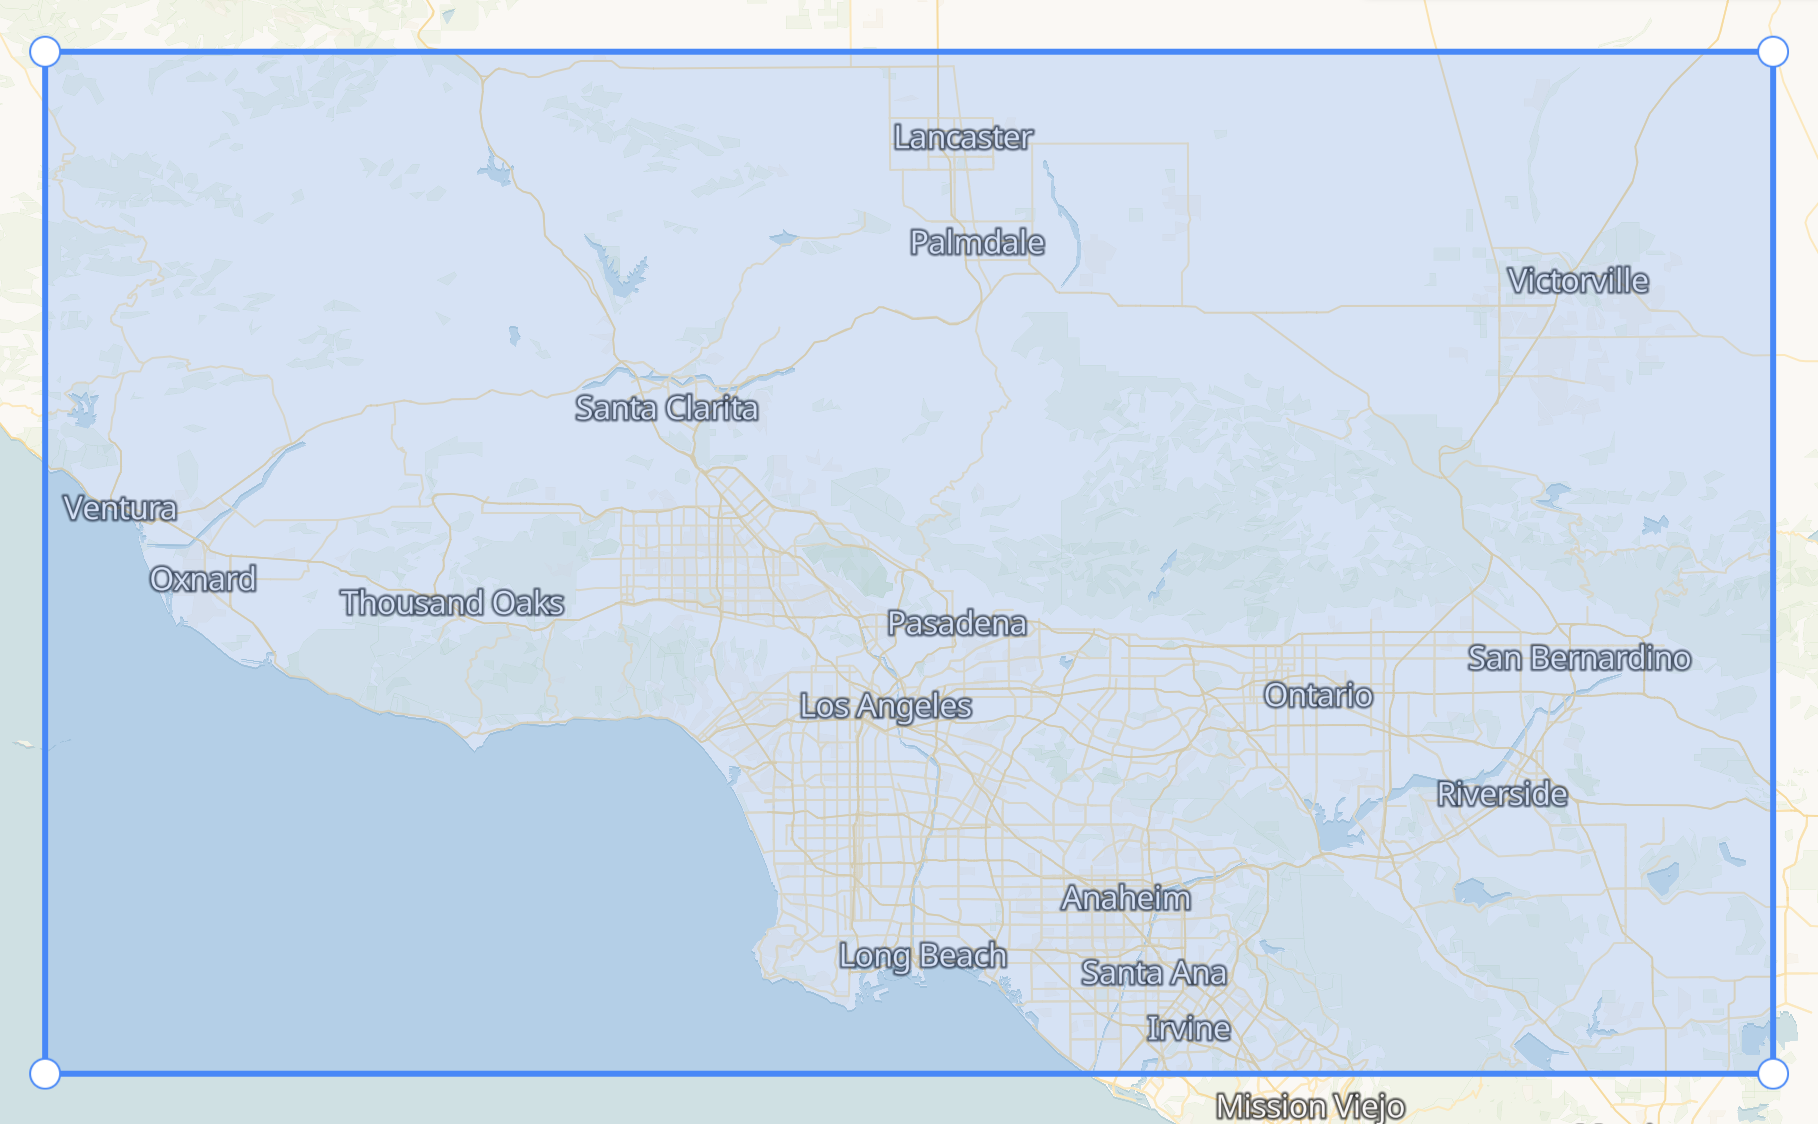 Lancaster
Palmdale
Victorville
Santa Clarita
Ventura
Oxnard
Thousand Oaks
Pasadena
San Bernardino
Ontario
Los Angeles
Riverside
Anaheim
Long Beach
Santa Ana
Irvine
Mission Viejo